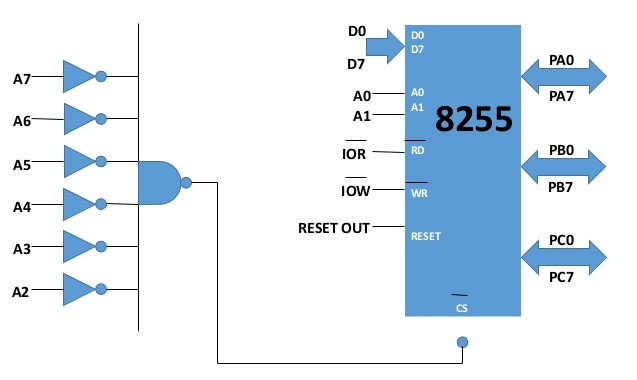 A7
A6
A5
A4
A3
A2
D0
D7
A0
A1
IOR
IOW
RESET OUT
D0
D7
A0
A1
RD
WR
RESET
CS
8255
PA0
PA7
PB0
PB7
PC0
PC7